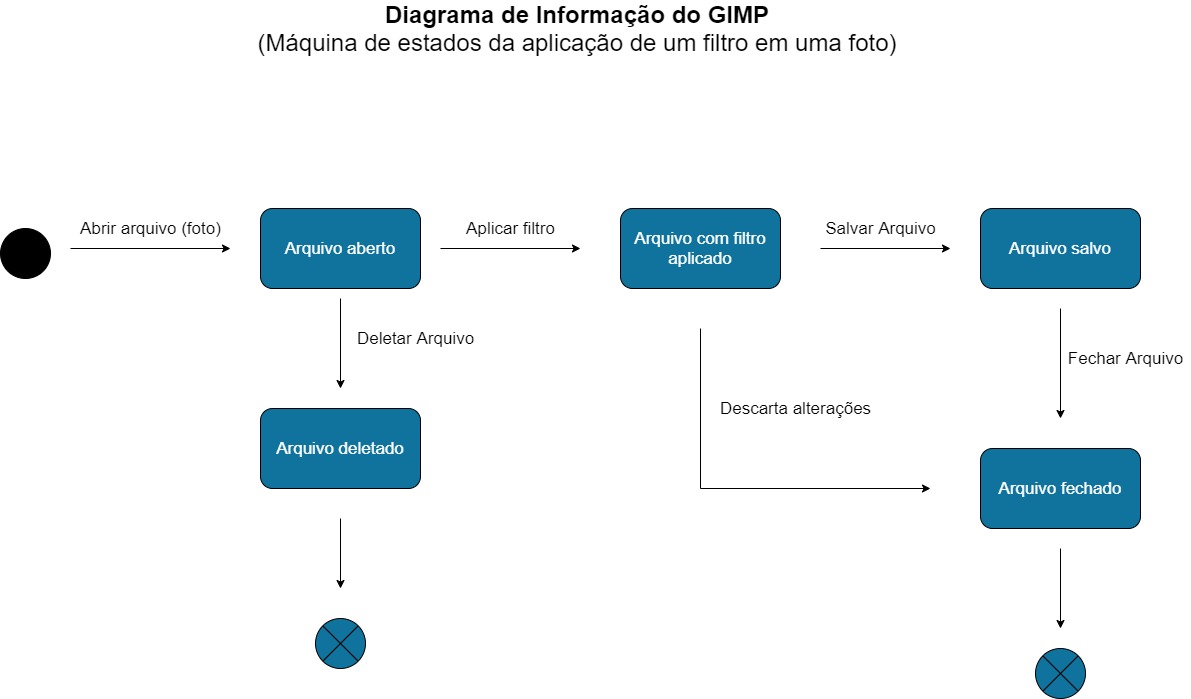 Diagrama de Informação do GIMP
(Máquina de estados da aplicação de um filtro em uma foto)
Abrir arquivo (foto)
Arquivo aberto
Aplicar filtro
Arquivo com filtro
aplicado
Salvar Arquivo
Arquivo salvo
Deletar Arquivo
Fechar Arquivo
Descarta alterações
Arquivo deletado
Arquivo fechado